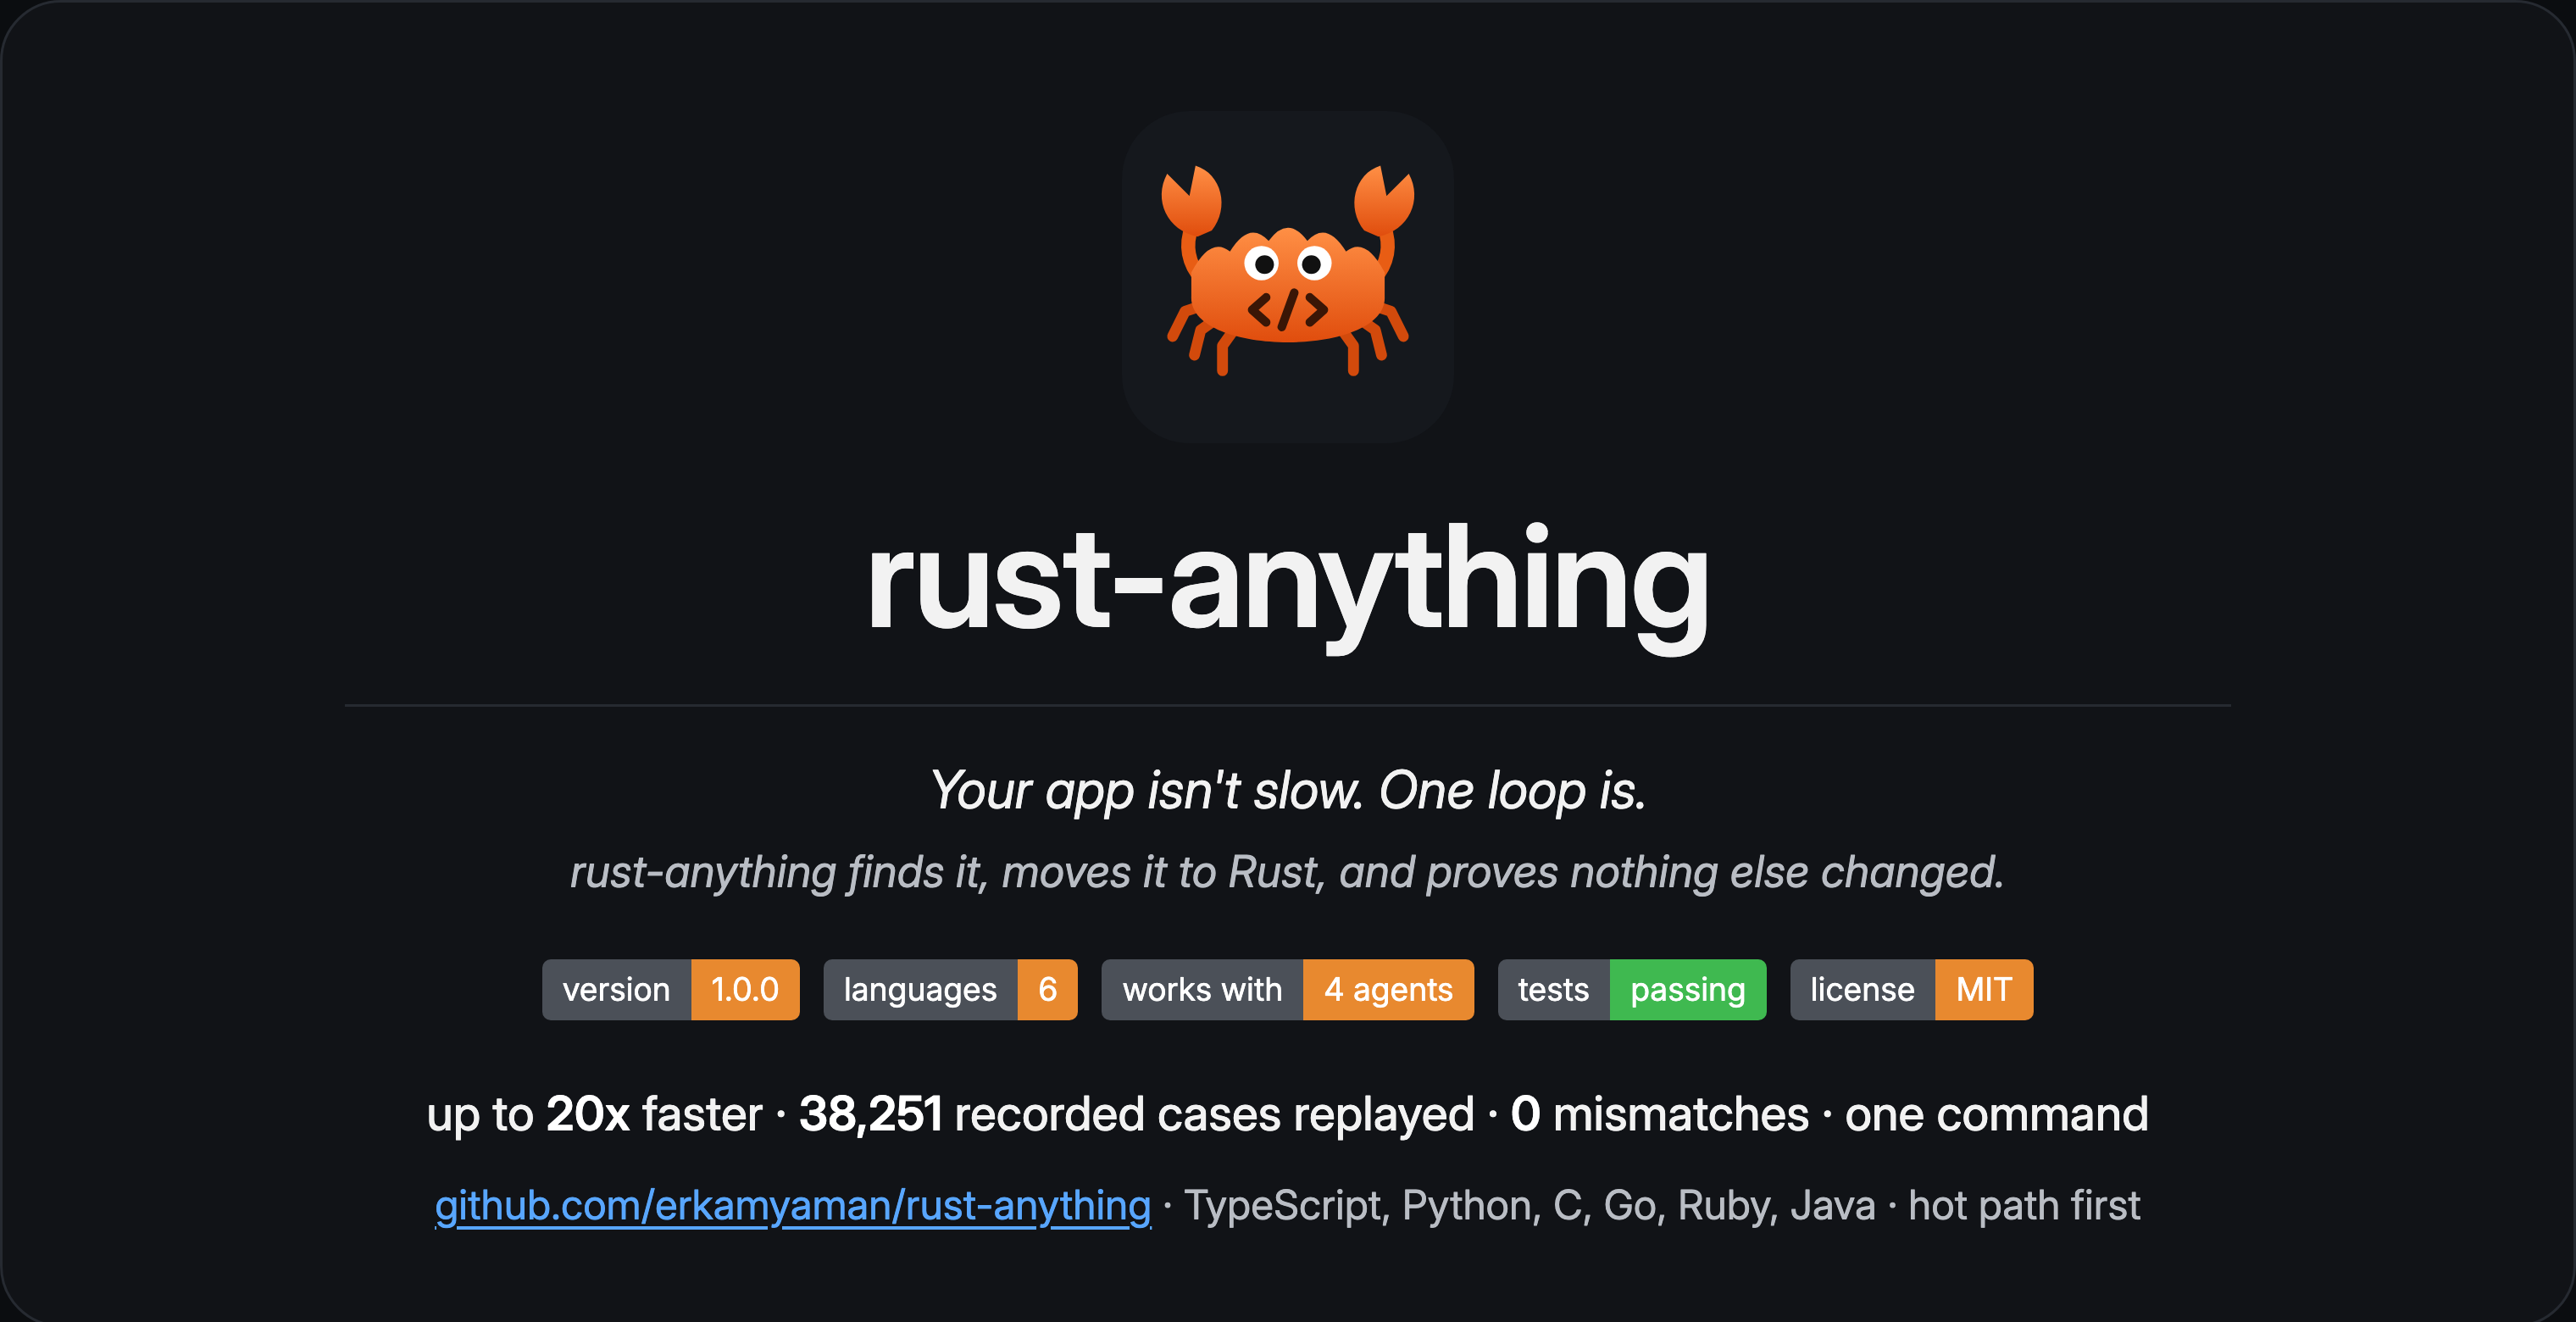 </>
rust-anything
Your app isn't slow. One loop is.
rust-anything finds it, moves it to Rust, and proves nothing else changed.
version 1.0.0 languages 6 works with 4 agents tests passing license MIT
up to 20x faster · 38,251 recorded cases replayed · 0 mismatches · one command
github.com/erkamyaman/rust-anything · TypeScript, Python, C, Go, Ruby, Java · hot path first